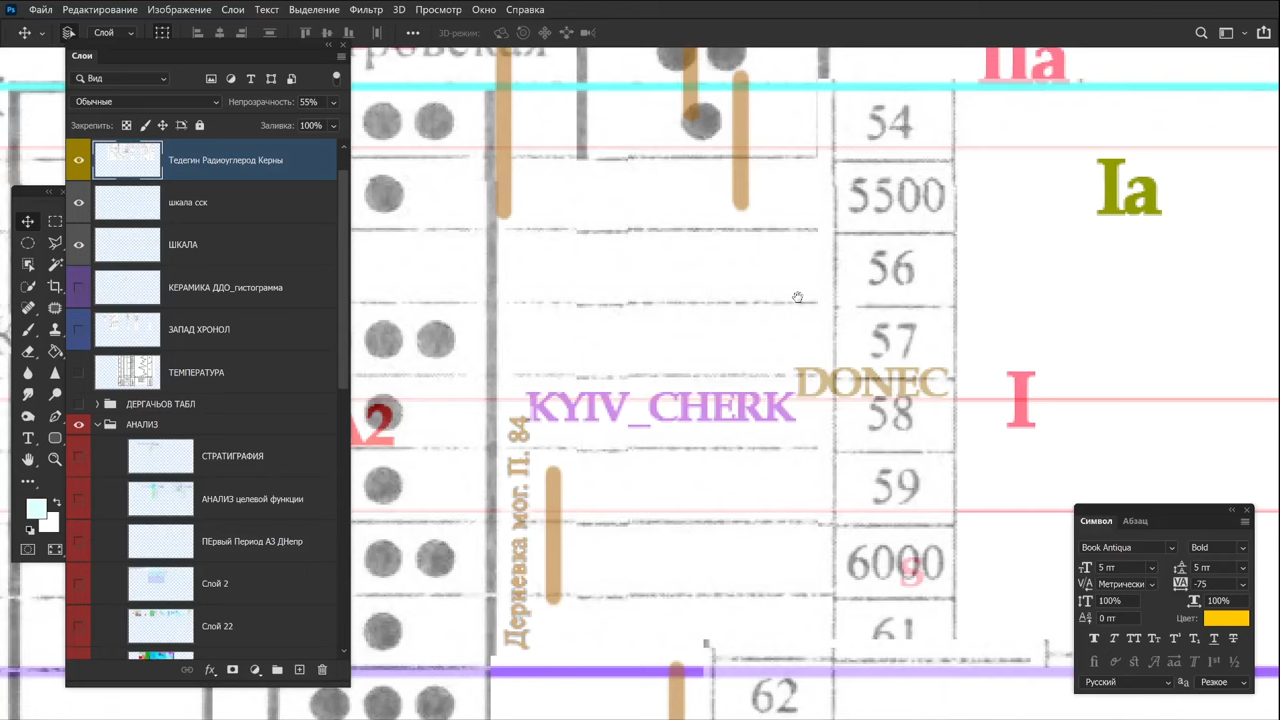 Ps Файл Редактирование Изображение Слои Текст Выделение Фильтр 3D Просмотр Окно Справка
Слой 3D-режим:
Слои
Вид
Обычные Непрозрачность: 55%
Закрепить: Заливка: 100%
Тедегин Радиоуглерод Керны
шкала сск
ШКАЛА
КЕРАМИКА ДДО_гистограмма
ЗАПАД ХРОНОЛ
ТЕМПЕРАТУРА
ДЕРГАЧЬОВ ТАБЛ
АНАЛИЗ
СТРАТИГРАФИЯ
АНАЛИЗ целевой функции
ПЕрвый Период АЗ ДНепр
Слой 2
Слой 22
IIa
54
5500
Ia
56
57
DONEC
KYIV_CHERK
I
58
A2
Дериевка мог. П. 84
59
6000
8
61
62
Символ Абзац
Book Antiqua Bold
5 пт 5 пт
Метрически -75
100% 100%
0 пт Цвет:
Русский Резкое